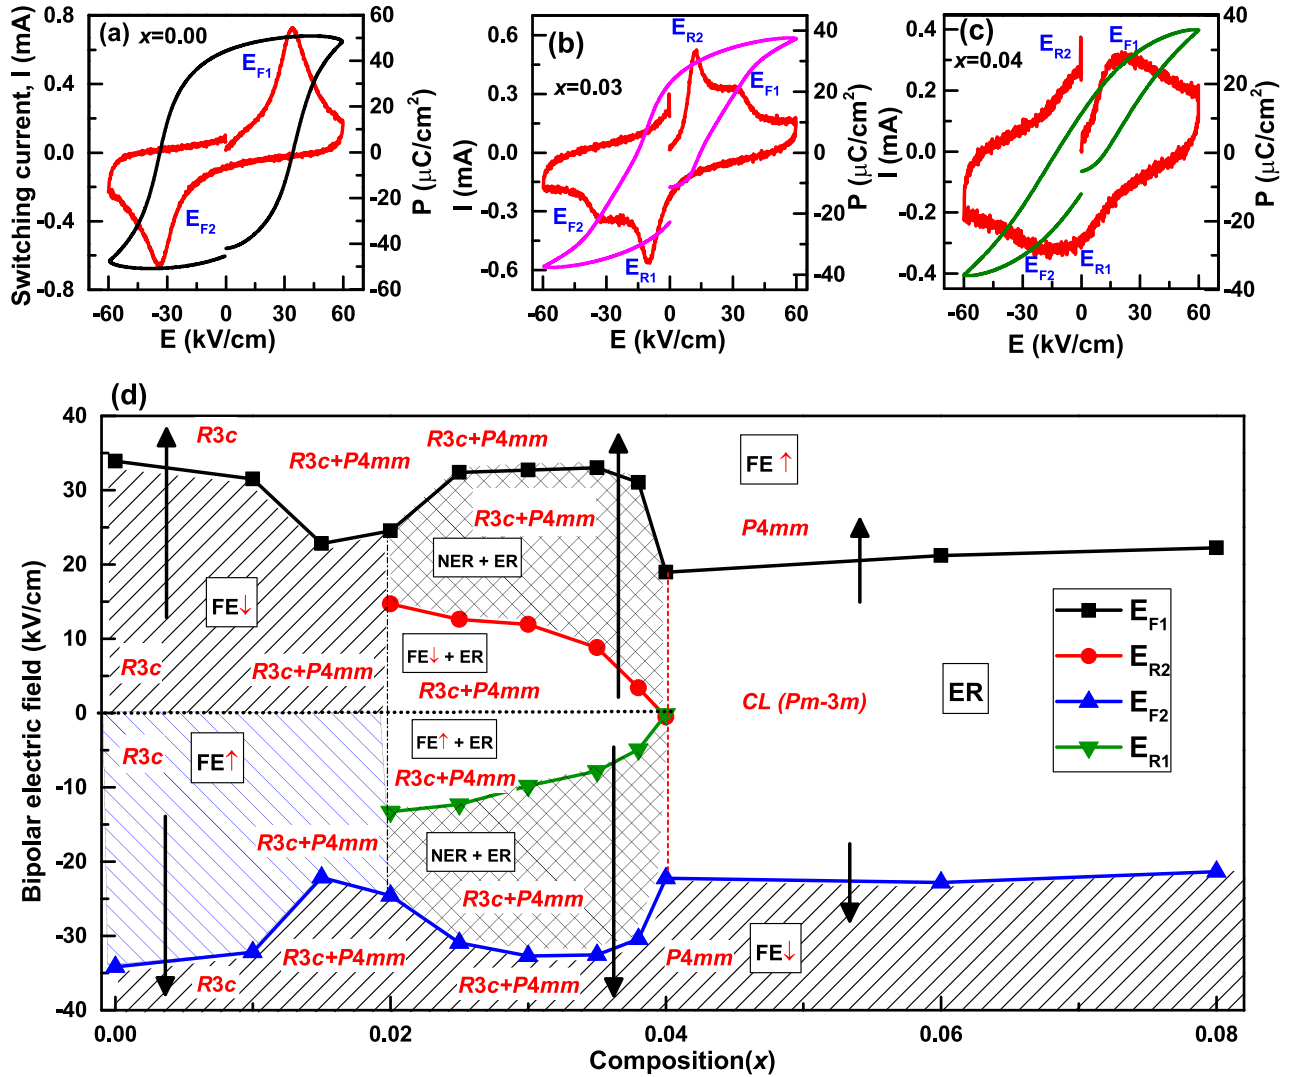 (a)
x=0.00
E_F1
E_F2
0.8
0.4
0.0
-0.4
-0.8
Switching current, I (mA)
60
40
20
0
-20
-40
-60
P (μC/cm²)
-60 -30 0 30 60
E (kV/cm)
(b)
x=0.03
E_R2
E_F1
E_F2
E_R1
0.6
0.3
0.0
-0.3
-0.6
I (mA)
40
20
0
-20
-40
P (μC/cm²)
-60 -30 0 30 60
E (kV/cm)
(c)
x=0.04
E_R2
E_F1
E_F2
E_R1
0.4
0.2
0.0
-0.2
-0.4
I (mA)
40
20
0
-20
-40
P (μC/cm²)
-60 -30 0 30 60
E (kV/cm)
(d)
40
30
20
10
0
-10
-20
-30
-40
Bipolar electric field (kV/cm)
R3c
R3c+P4mm
R3c+P4mm
FE ↑
R3c+P4mm
P4mm
NER + ER
FE↓
E_F1
E_R2
E_F2
E_R1
FE↓ + ER
R3c
R3c+P4mm
R3c+P4mm
CL (Pm-3m)
ER
R3c
FE↑
FE↑ + ER
R3c+P4mm
R3c+P4mm
NER + ER
R3c+P4mm
R3c+P4mm
P4mm
FE↓
R3c
R3c+P4mm
0.00 0.02 0.04 0.06 0.08
Composition(x)